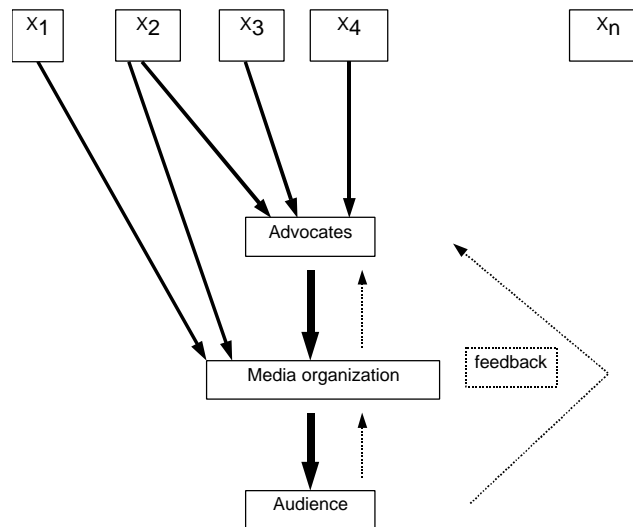 X1 X2 X3 X4 Xn
Advocates
feedback
Media organization
Audience